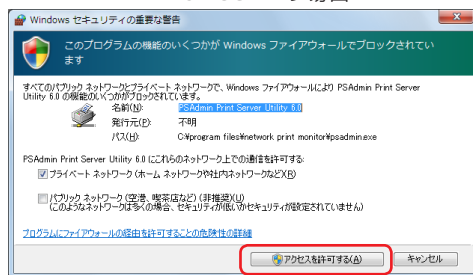 Windows セキュリティの重要な警告
このプログラムの機能のいくつかが Windows ファイアウォールでブロックされてい
ます
すべてのパブリック ネットワークとプライベート ネットワークで、Windows ファイアウォールにより PSAdmin Print Server
Utility 6.0 の機能のいくつかがブロックされています。
名前(N): PSAdmin Print Server Utility 6.0
発行元(P): 不明
パス(H): C:¥program files¥network print monitor¥psadmin.exe
PSAdmin Print Server Utility 6.0 にこれらのネットワーク上での通信を許可する:
プライベート ネットワーク (ホーム ネットワークや社内ネットワークなど)(R)
パブリック ネットワーク (空港、喫茶店など) (非推奨)(U)
(このようなネットワークは多くの場合、セキュリティが低いかセキュリティが設定されていません)
プログラムにファイアウォールの経由を許可することの危険性の詳細
アクセスを許可する(A) キャンセル